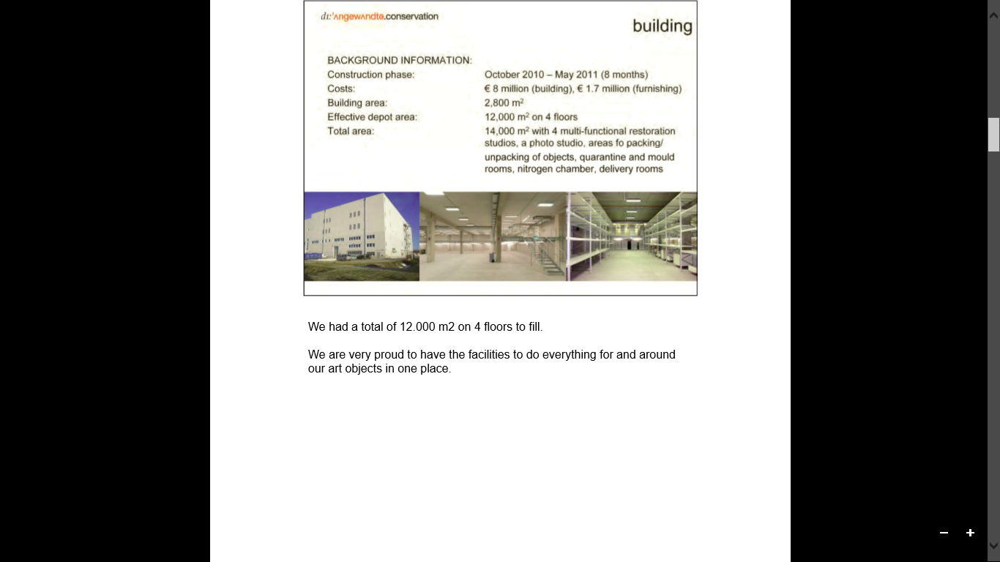 dɪ:'ʌngewʌndtə.conservation
building
BACKGROUND INFORMATION:
Construction phase: October 2010 – May 2011 (8 months)
Costs: € 8 million (building), € 1.7 million (furnishing)
Building area: 2,800 m²
Effective depot area: 12,000 m² on 4 floors
Total area: 14,000 m² with 4 multi-functional restoration
studios, a photo studio, areas fo packing/
unpacking of objects, quarantine and mould
rooms, nitrogen chamber, delivery rooms
We had a total of 12.000 m2 on 4 floors to fill.
We are very proud to have the facilities to do everything for and around
our art objects in one place.